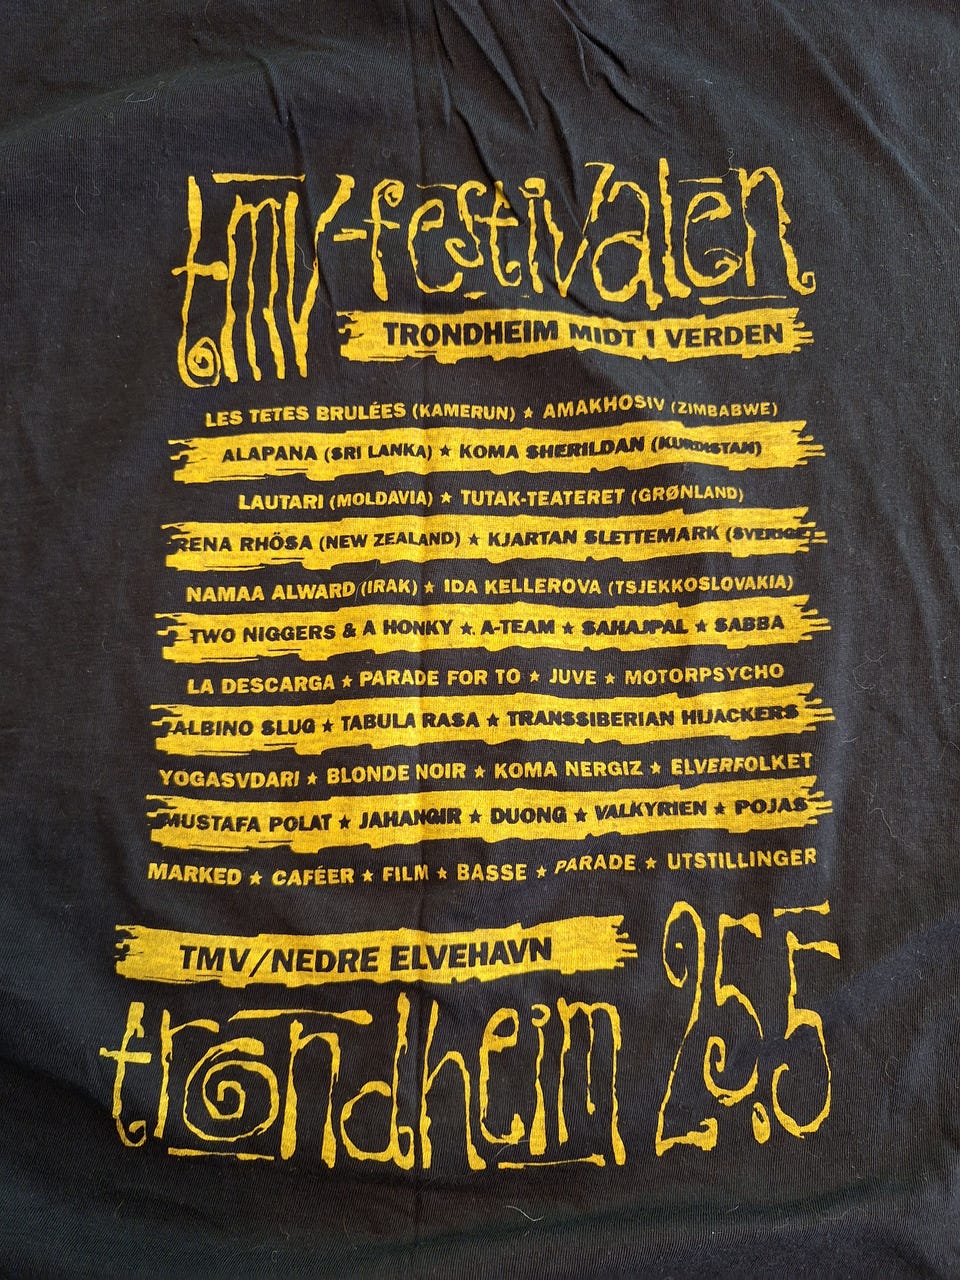 tmv-festivalen
TRONDHEIM MIDT I VERDEN
LES TETES BRULÉES (KAMERUN) ★ AMAKHOSIV (ZIMBABWE)
ALAPANA (SRI LANKA) ★ KOMA SHERILDAN (KURDISTAN)
LAUTARI (MOLDAVIA) ★ TUTAK-TEATERET (GRØNLAND)
RENA RHÖSA (NEW ZEALAND) ★ KJARTAN SLETTEMARK (SVERIGE)
NAMAA ALWARD (IRAK) ★ IDA KELLEROVA (TSJEKKOSLOVAKIA)
TWO NIGGERS & A HONKY ★ A-TEAM ★ SAHAJPAL ★ SABBA
LA DESCARGA ★ PARADE FOR TO ★ JUVE ★ MOTORPSYCHO
ALBINO SLUG ★ TABULA RASA ★ TRANSSIBERIAN HIJACKERS
YOGASVDARI ★ BLONDE NOIR ★ KOMA NERGIZ ★ ELVERFOLKET
MUSTAFA POLAT ★ JAHANGIR ★ DUONG ★ VALKYRIEN ★ POJAS
MARKED ★ CAFÉER ★ FILM ★ BASSE ★ PARADE ★ UTSTILLINGER
TMV/NEDRE ELVEHAVN
trondheim 25.5